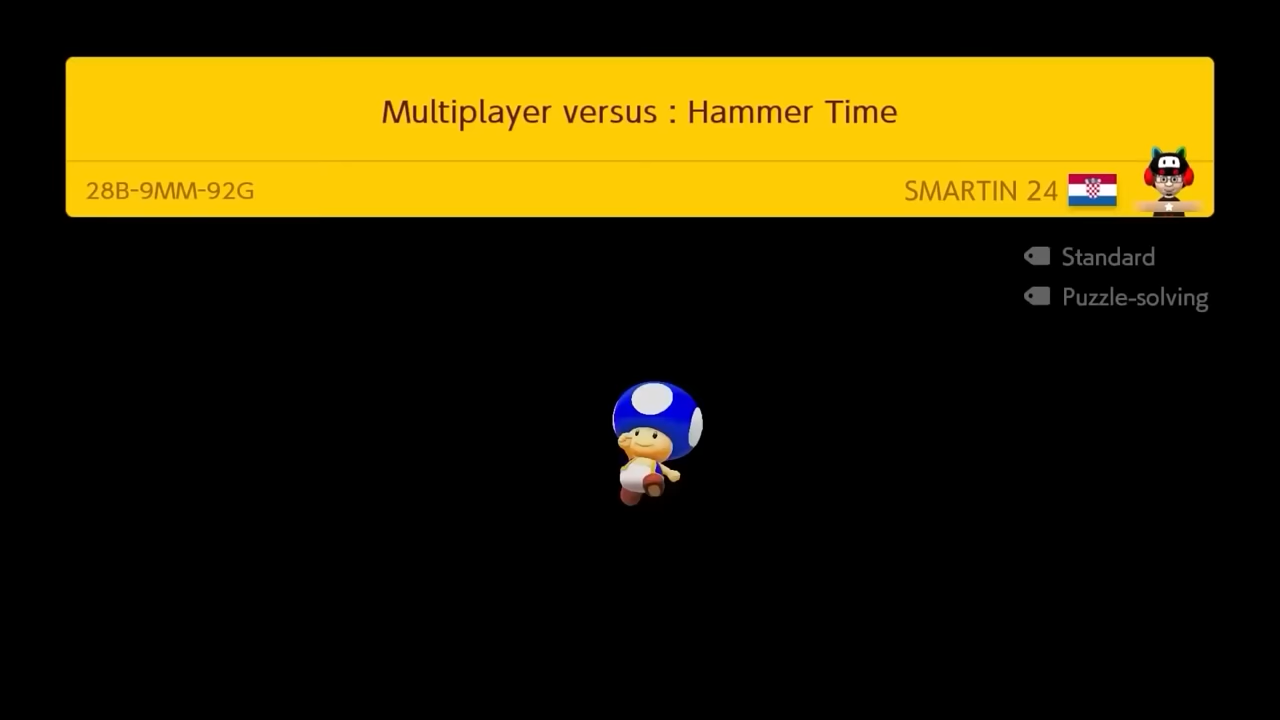 Multiplayer versus : Hammer Time
28B-9MM-92G
SMARTIN 24
Standard
Puzzle-solving